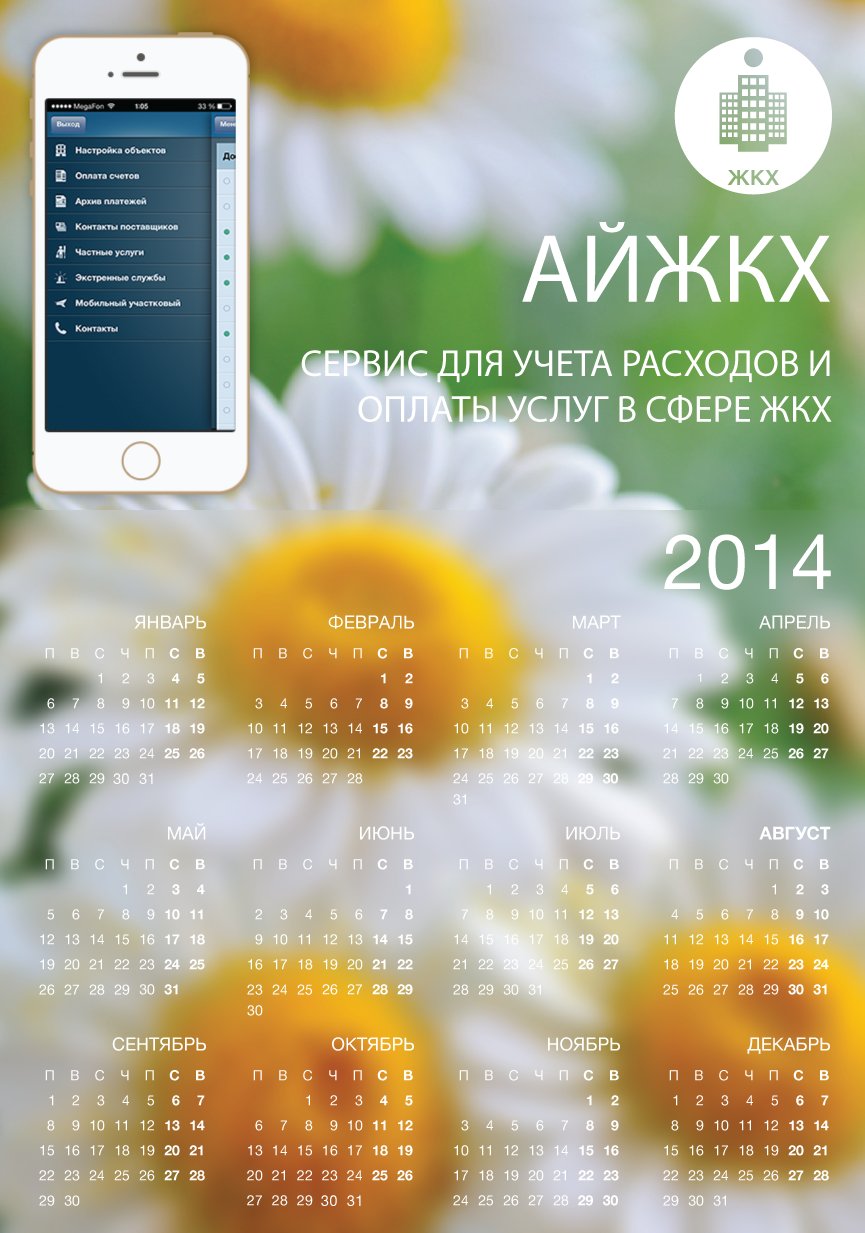 MegaFon 1:05 33 %
Выход
Настройка объектов
Оплата счетов
Архив платежей
Контакты поставщиков
Частные услуги
Экстренные службы
Мобильный участковый
Контакты
ЖКХ
АЙЖКХ
СЕРВИС ДЛЯ УЧЕТА РАСХОДОВ И
ОПЛАТЫ УСЛУГ В СФЕРЕ ЖКХ
2014
ЯНВАРЬ
П В С Ч П С В
1 2 3 4 5
6 7 8 9 10 11 12
13 14 15 16 17 18 19
20 21 22 23 24 25 26
27 28 29 30 31
ФЕВРАЛЬ
П В С Ч П С В
1 2
3 4 5 6 7 8 9
10 11 12 13 14 15 16
17 18 19 20 21 22 23
24 25 26 27 28
МАРТ
П В С Ч П С В
1 2
3 4 5 6 7 8 9
10 11 12 13 14 15 16
17 18 19 20 21 22 23
24 25 26 27 28 29 30
31
АПРЕЛЬ
П В С Ч П С В
1 2 3 4 5 6
7 8 9 10 11 12 13
14 15 16 17 18 19 20
21 22 23 24 25 26 27
28 29 30
МАЙ
П В С Ч П С В
1 2 3 4
5 6 7 8 9 10 11
12 13 14 15 16 17 18
19 20 21 22 23 24 25
26 27 28 29 30 31
ИЮНЬ
П В С Ч П С В
1
2 3 4 5 6 7 8
9 10 11 12 13 14 15
16 17 18 19 20 21 22
23 24 25 26 27 28 29
30
ИЮЛЬ
П В С Ч П С В
1 2 3 4 5 6
7 8 9 10 11 12 13
14 15 16 17 18 19 20
21 22 23 24 25 26 27
28 29 30 31
АВГУСТ
П В С Ч П С В
1 2 3
4 5 6 7 8 9 10
11 12 13 14 15 16 17
18 19 20 21 22 23 24
25 26 27 28 29 30 31
СЕНТЯБРЬ
П В С Ч П С В
1 2 3 4 5 6 7
8 9 10 11 12 13 14
15 16 17 18 19 20 21
22 23 24 25 26 27 28
29 30
ОКТЯБРЬ
П В С Ч П С В
1 2 3 4 5
6 7 8 9 10 11 12
13 14 15 16 17 18 19
20 21 22 23 24 25 26
27 28 29 30 31
НОЯБРЬ
П В С Ч П С В
1 2
3 4 5 6 7 8 9
10 11 12 13 14 15 16
17 18 19 20 21 22 23
24 25 26 27 28 29 30
ДЕКАБРЬ
П В С Ч П С В
1 2 3 4 5 6 7
8 9 10 11 12 13 14
15 16 17 18 19 20 21
22 23 24 25 26 27 28
29 30 31